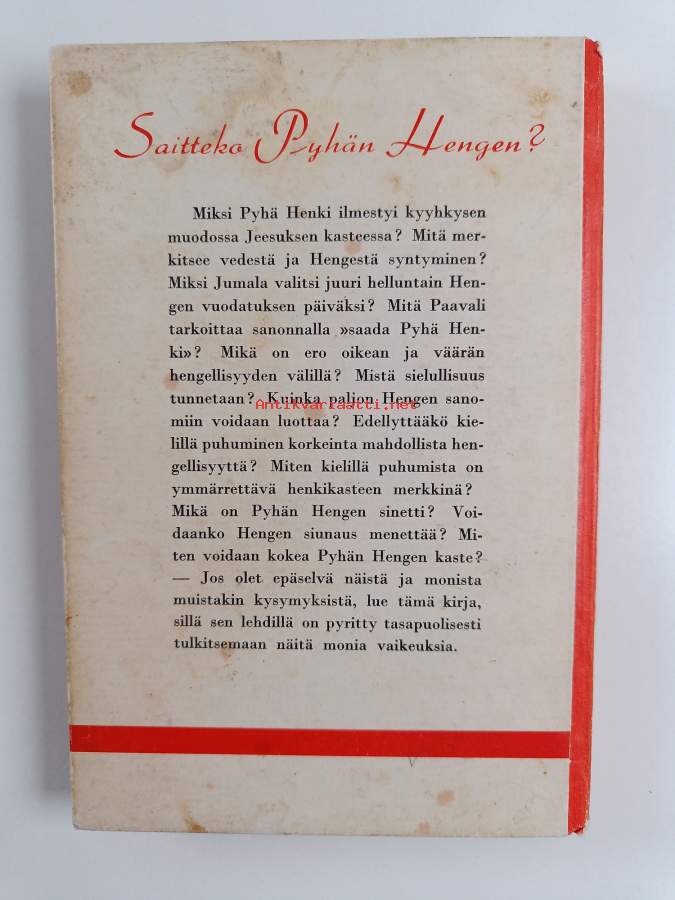 Saitteko Pyhän Hengen?
Miksi Pyhä Henki ilmestyi kyyhkysen
muodossa Jeesuksen kasteessa? Mitä mer-
kitsee vedestä ja Hengestä syntyminen?
Miksi Jumala valitsi juuri helluntain Hen-
gen vuodatuksen päiväksi? Mitä Paavali
tarkoittaa sanonnalla »saada Pyhä Hen-
ki»? Mikä on ero oikean ja väärän
hengellisyyden välillä? Mistä sielullisuus
tunnetaan? Kuinka paljon Hengen sano-
Antikvariaatti.net
miin voidaan luottaa? Edellyttääkö kie-
lillä puhuminen korkeinta mahdollista hen-
gellisyyttä? Miten kielillä puhumista on
ymmärrettävä henkikasteen merkkinä?
Mikä on Pyhän Hengen sinetti? Voi-
daanko Hengen siunaus menettää? Mi-
ten voidaan kokea Pyhän Hengen kaste?
— Jos olet epäselvä näistä ja monista
muistakin kysymyksistä, lue tämä kirja,
sillä sen lehdillä on pyritty tasapuolisesti
tulkitsemaan näitä monia vaikeuksia.